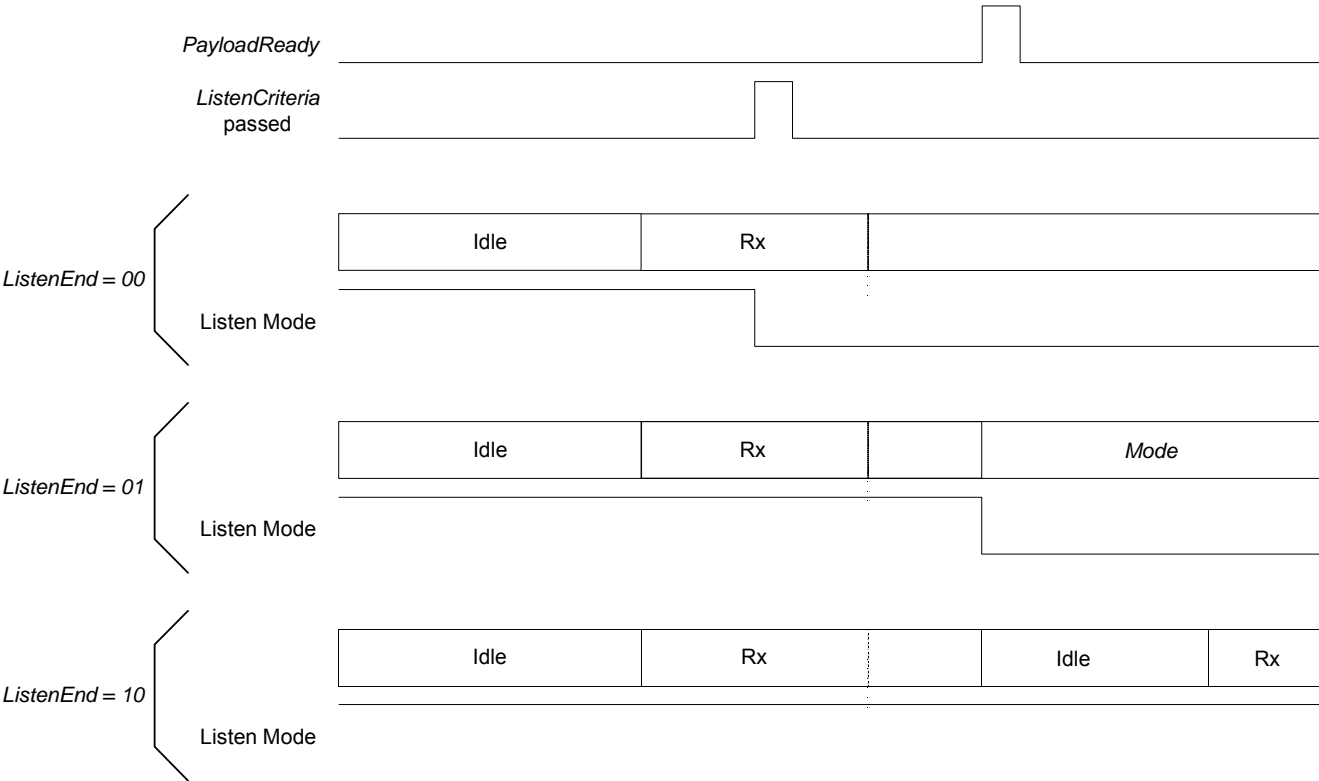 PayloadReady
ListenCriteria
passed
Idle
Rx
ListenEnd = 00
Listen Mode
Idle
Rx
Mode
ListenEnd = 01
Listen Mode
Idle
Rx
Idle
Rx
ListenEnd = 10
Listen Mode